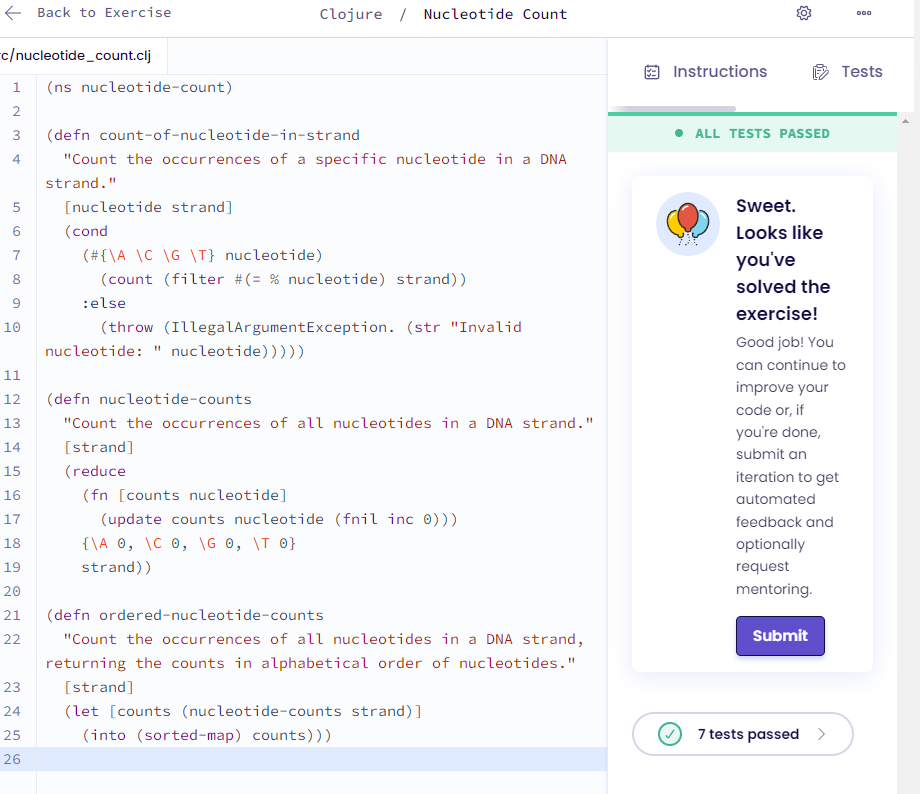 Back to Exercise
Clojure / Nucleotide Count
rc/nucleotide_count.clj
1 (ns nucleotide-count)
2
3 (defn count-of-nucleotide-in-strand
4 "Count the occurrences of a specific nucleotide in a DNA
strand."
5 [nucleotide strand]
6 (cond
7 (#{\A \C \G \T} nucleotide)
8 (count (filter #(= % nucleotide) strand))
9 :else
10 (throw (IllegalArgumentException. (str "Invalid
nucleotide: " nucleotide)))))
11
12 (defn nucleotide-counts
13 "Count the occurrences of all nucleotides in a DNA strand."
14 [strand]
15 (reduce
16 (fn [counts nucleotide]
17 (update counts nucleotide (fnil inc 0)))
18 {\A 0, \C 0, \G 0, \T 0}
19 strand))
20
21 (defn ordered-nucleotide-counts
22 "Count the occurrences of all nucleotides in a DNA strand,
returning the counts in alphabetical order of nucleotides."
23 [strand]
24 (let [counts (nucleotide-counts strand)]
25 (into (sorted-map) counts)))
26
Instructions
Tests
ALL TESTS PASSED
Sweet.
Looks like
you've
solved the
exercise!
Good job! You
can continue to
improve your
code or, if
you're done,
submit an
iteration to get
automated
feedback and
optionally
request
mentoring.
Submit
7 tests passed